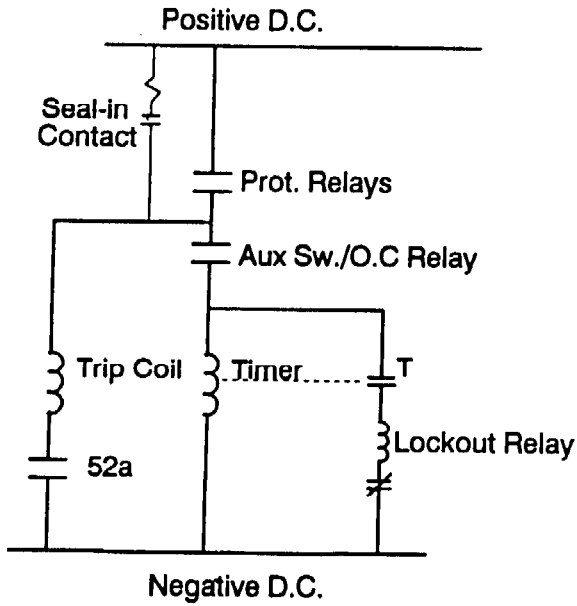 Positive D.C.
Seal-in
Contact
Prot. Relays
Aux Sw./O.C Relay
Trip Coil
Timer
T
Lockout Relay
52a
Negative D.C.